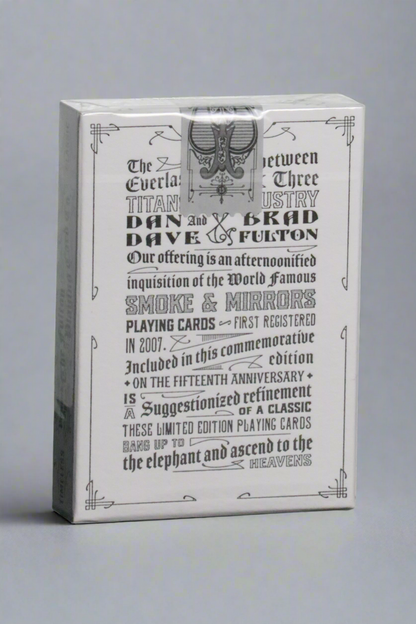 The between
Everlas Three
TITAN USTRY
DAN And BRAD
DAVE & FULTON
Our offering is an afternoonified
inquisition of the World Famous
SMOKE & MIRRORS
PLAYING CARDS FIRST REGISTERED
IN 2007.
Included in this commemorative
edition
ON THE FIFTEENTH ANNIVERSARY
IS
A Suggestionized refinement
OF A CLASSIC
THESE LIMITED EDITION PLAYING CARDS
BANG UP TO
the elephant and ascend to the
HEAVENS